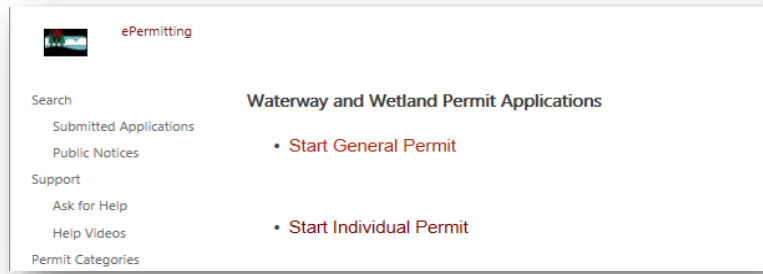 ePermitting
Search
Submitted Applications
Public Notices
Support
Ask for Help
Help Videos
Permit Categories
Waterway and Wetland Permit Applications
• Start General Permit
• Start Individual Permit